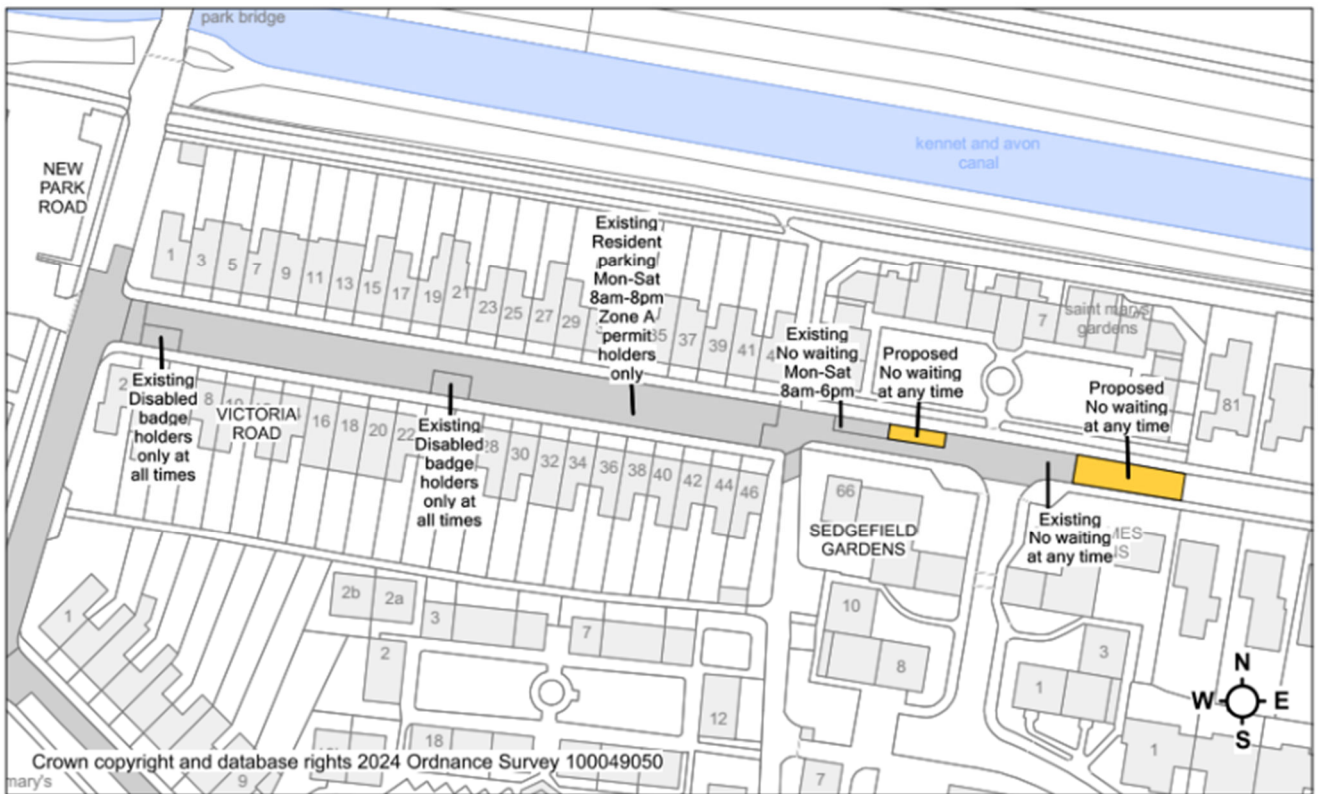 park bridge
kennet and avon
canal
NEW
PARK
ROAD
1
3
5
7
9
11
13
15
17
19
21
23
25
27
29
Existing
Resident
parking
Mon-Sat
8am-8pm
Zone A
permit
holders
only
35
37
39
41
Existing
No waiting
Mon-Sat
8am-6pm
Proposed
No waiting
at any time
7
saint mary's
gardens
Proposed
No waiting
at any time
81
Existing
Disabled
badge
holders
only at
all times
2
8
10
VICTORIA
ROAD
16
18
20
22
Existing
Disabled
badge
holders
only at
all times
28
30
32
34
36
38
40
42
44
46
66
SEDGEFIELD
GARDENS
Existing
No waiting
at any time
1
2b
2a
3
7
2
10
8
12
3
1
18
9
7
1
N
W
E
S
Crown copyright and database rights 2024 Ordnance Survey 100049050
mary's